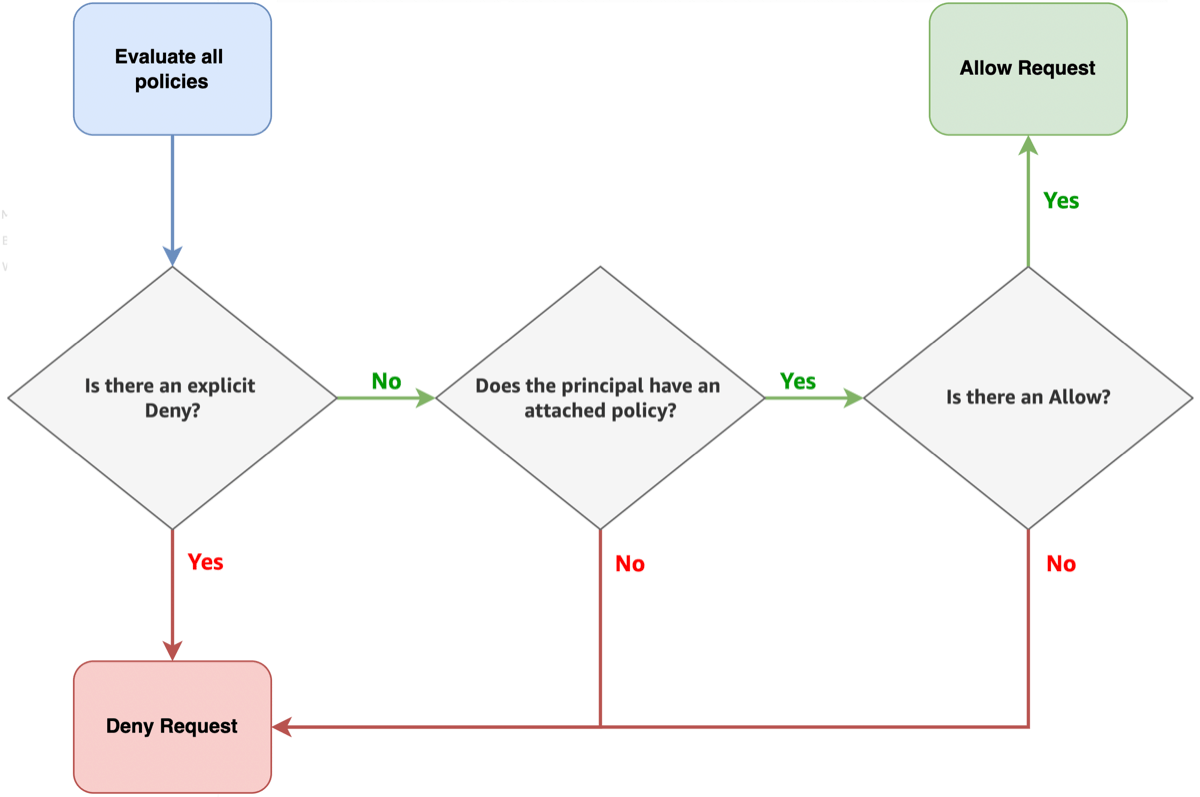 Evaluate all
policies
Allow Request
Yes
Is there an explicit
Deny?
No
Does the principal have an
attached policy?
Yes
Is there an Allow?
Yes
No
No
Deny Request